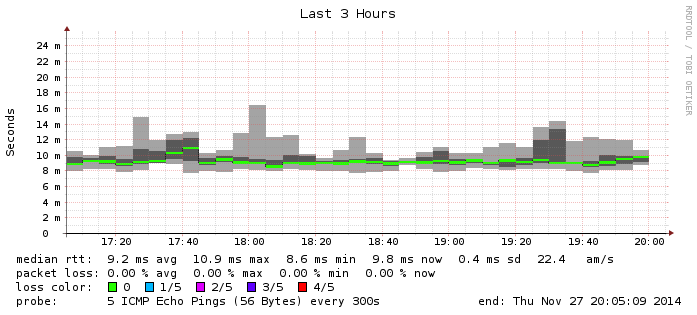 Last 3 Hours
RRDTOOL / TOBI OETIKER
Seconds
24 m
22 m
20 m
18 m
16 m
14 m
12 m
10 m
8 m
6 m
4 m
2 m
0
17:20 17:40 18:00 18:20 18:40 19:00 19:20 19:40 20:00
median rtt: 9.2 ms avg 10.9 ms max 8.6 ms min 9.8 ms now 0.4 ms sd 22.4 am/s
packet loss: 0.00 % avg 0.00 % max 0.00 % min 0.00 % now
loss color: 0 1/5 2/5 3/5 4/5
probe: 5 ICMP Echo Pings (56 Bytes) every 300s end: Thu Nov 27 20:05:09 2014